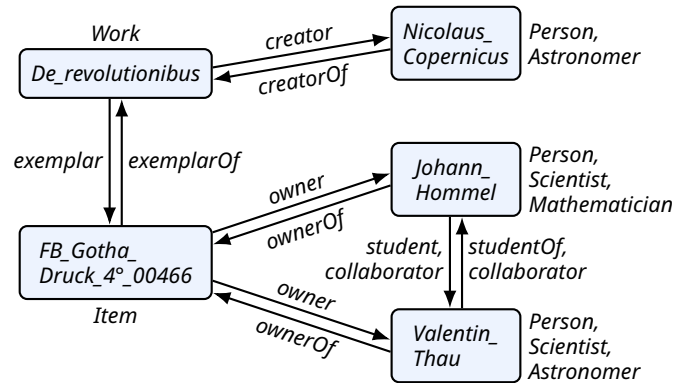 Work
De_revolutionibus
creator
creatorOf
Nicolaus_
Copernicus
Person,
Astronomer
exemplar
exemplarOf
FB_Gotha_
Druck_4°_00466
Item
owner
ownerOf
Johann_
Hommel
Person,
Scientist,
Mathematician
student,
collaborator
studentOf,
collaborator
owner
ownerOf
Valentin_
Thau
Person,
Scientist,
Astronomer